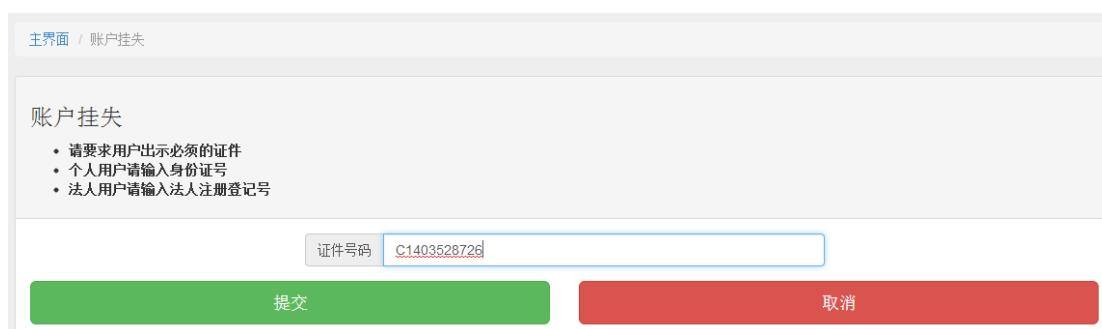 主界面 / 账户挂失
账户挂失
• 请要求用户出示必须的证件
• 个人用户请输入身份证号
• 法人用户请输入法人注册登记号
证件号码 C1403528726
提交 取消